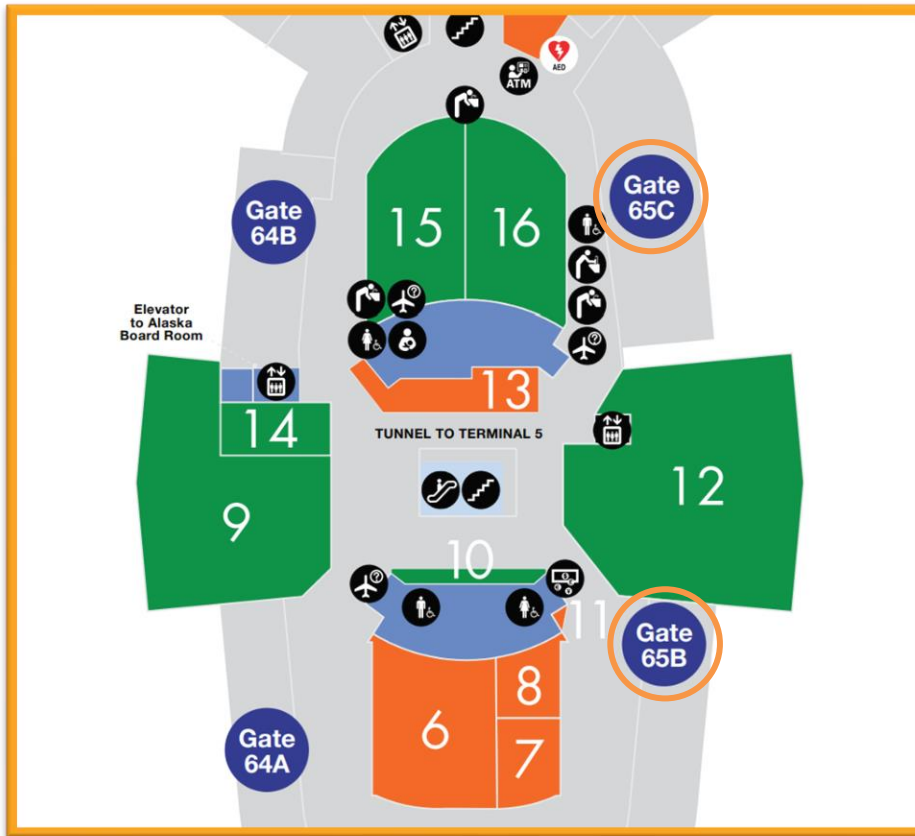 ATM
AED
Gate
64B
15
16
Gate
65C
?
Elevator
to Alaska
Board Room
?
13
14
TUNNEL TO TERMINAL 5
9
12
10
?
11
Gate
65B
6
8
7
Gate
64A